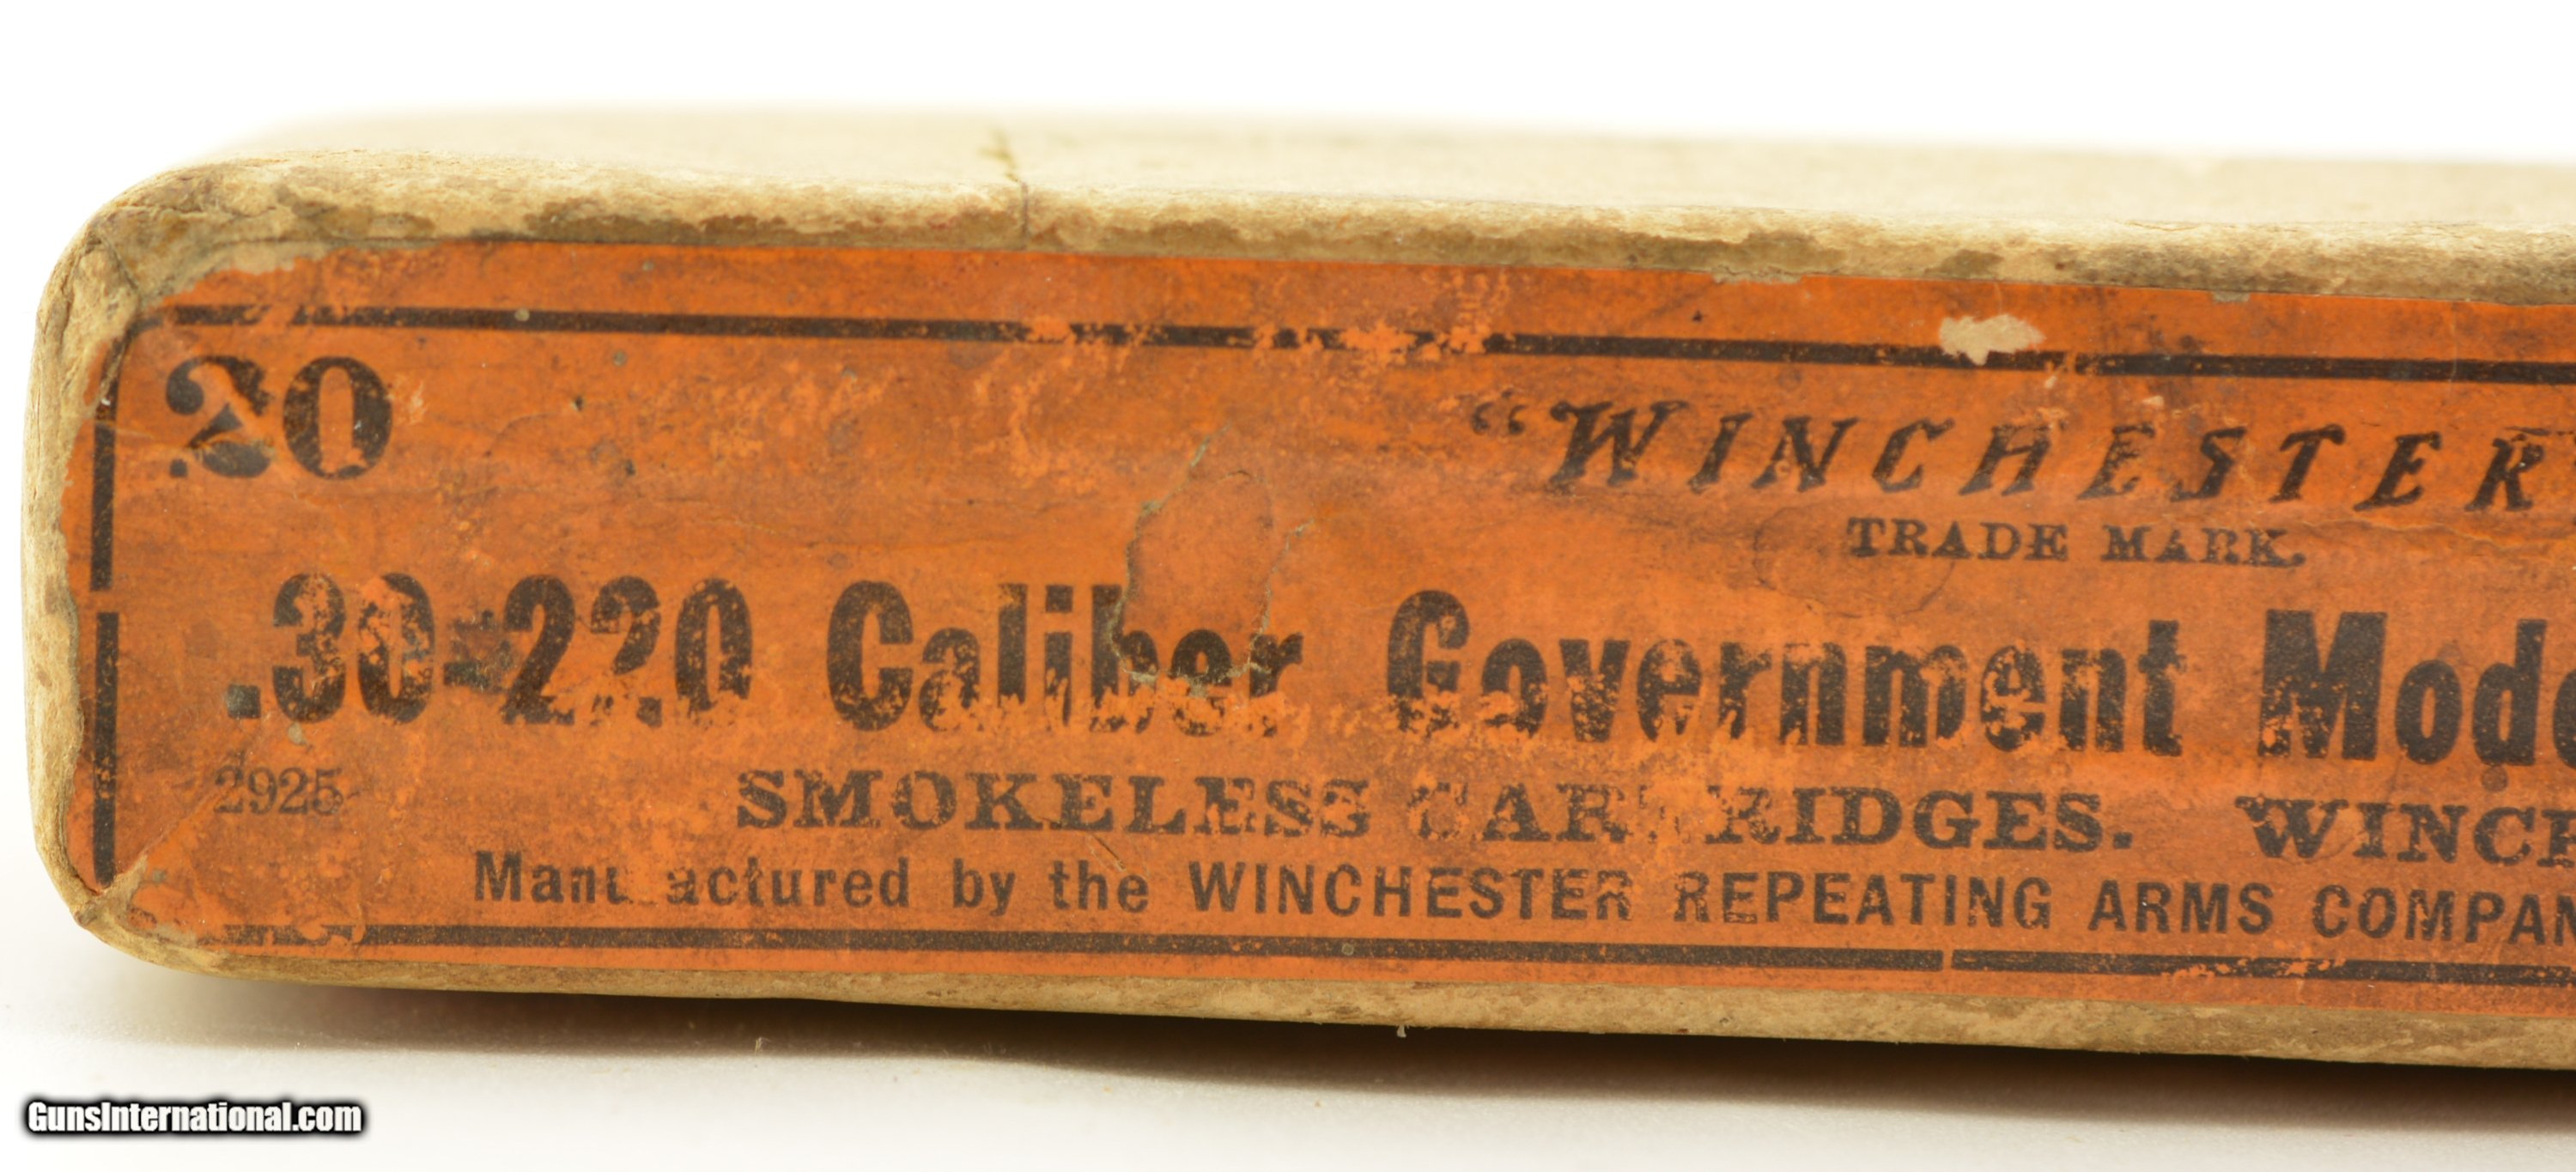 20
"WINCHESTER"
TRADE MARK.
.30=220 Caliber Government Mode
2925
SMOKELESS CARTRIDGES. WINCHE
Manufactured by the WINCHESTER REPEATING ARMS COMPAN
GunsInternational.com